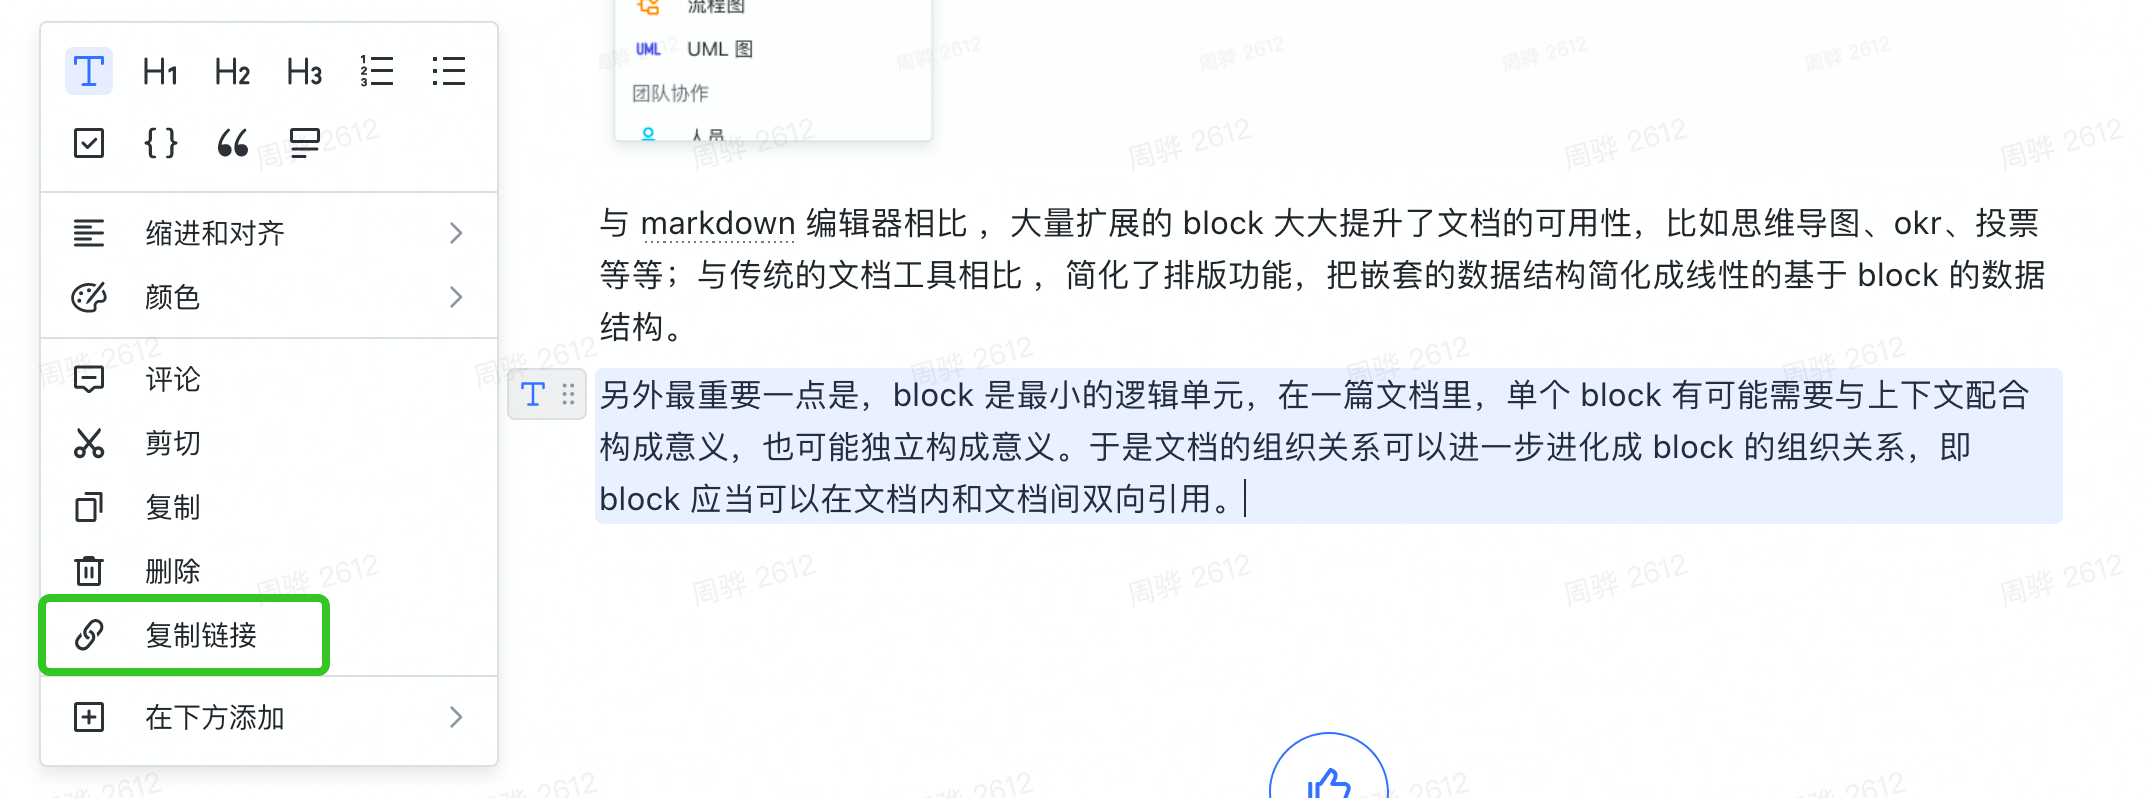 T H1 H2 H3
缩进和对齐
颜色
评论
剪切
复制
删除
复制链接
在下方添加
流程图
UML UML 图
团队协作
人员
与 markdown 编辑器相比 ，大量扩展的 block 大大提升了文档的可用性，比如思维导图、okr、投票
等等；与传统的文档工具相比 ，简化了排版功能，把嵌套的数据结构简化成线性的基于 block 的数据
结构。
T
另外最重要一点是，block 是最小的逻辑单元，在一篇文档里，单个 block 有可能需要与上下文配合
构成意义，也可能独立构成意义。于是文档的组织关系可以进一步进化成 block 的组织关系，即
block 应当可以在文档内和文档间双向引用。
周骅 2612